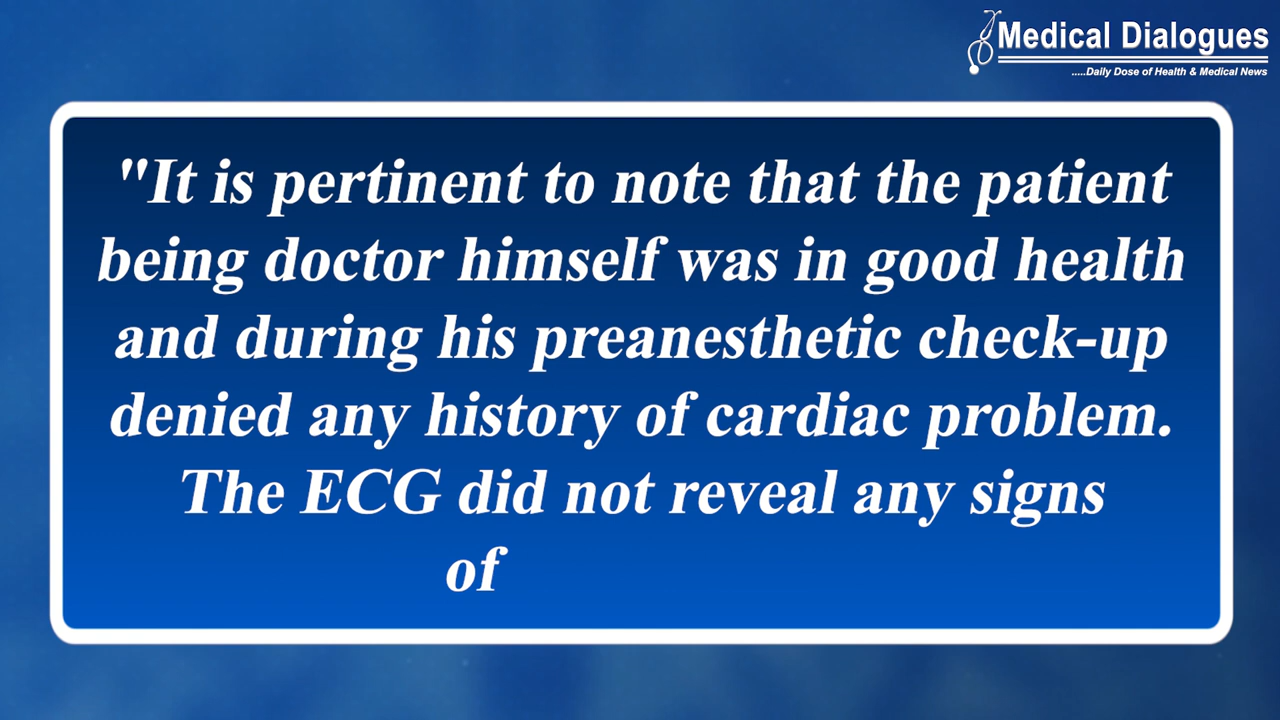 Medical Dialogues
.....Daily Dose of Health & Medical News
"It is pertinent to note that the patient
being doctor himself was in good health
and during his preanesthetic check-up
denied any history of cardiac problem.
The ECG did not reveal any signs
of